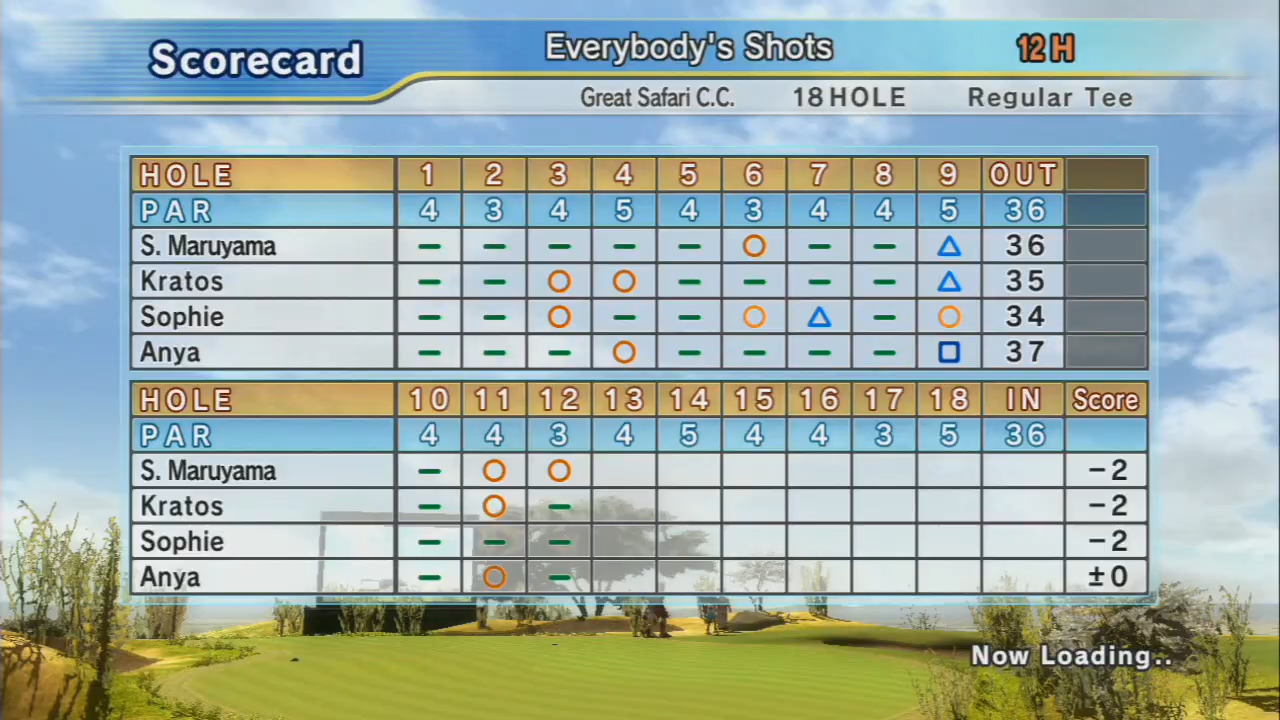 Scorecard
Everybody's Shots 12H
Great Safari C.C. 18HOLE Regular Tee
HOLE 1 2 3 4 5 6 7 8 9 OUT
PAR 4 3 4 5 4 3 4 4 5 36
S. Maruyama – – – – – ○ – – △ 36
Kratos – – ○ ○ – – – – △ 35
Sophie – – ○ – – ○ △ – ○ 34
Anya – – – ○ – – – – □ 37
HOLE 10 11 12 13 14 15 16 17 18 IN Score
PAR 4 4 3 4 5 4 4 3 5 36
S. Maruyama – ○ ○ −2
Kratos – ○ – −2
Sophie – – – −2
Anya – ○ – ±0
Now Loading..